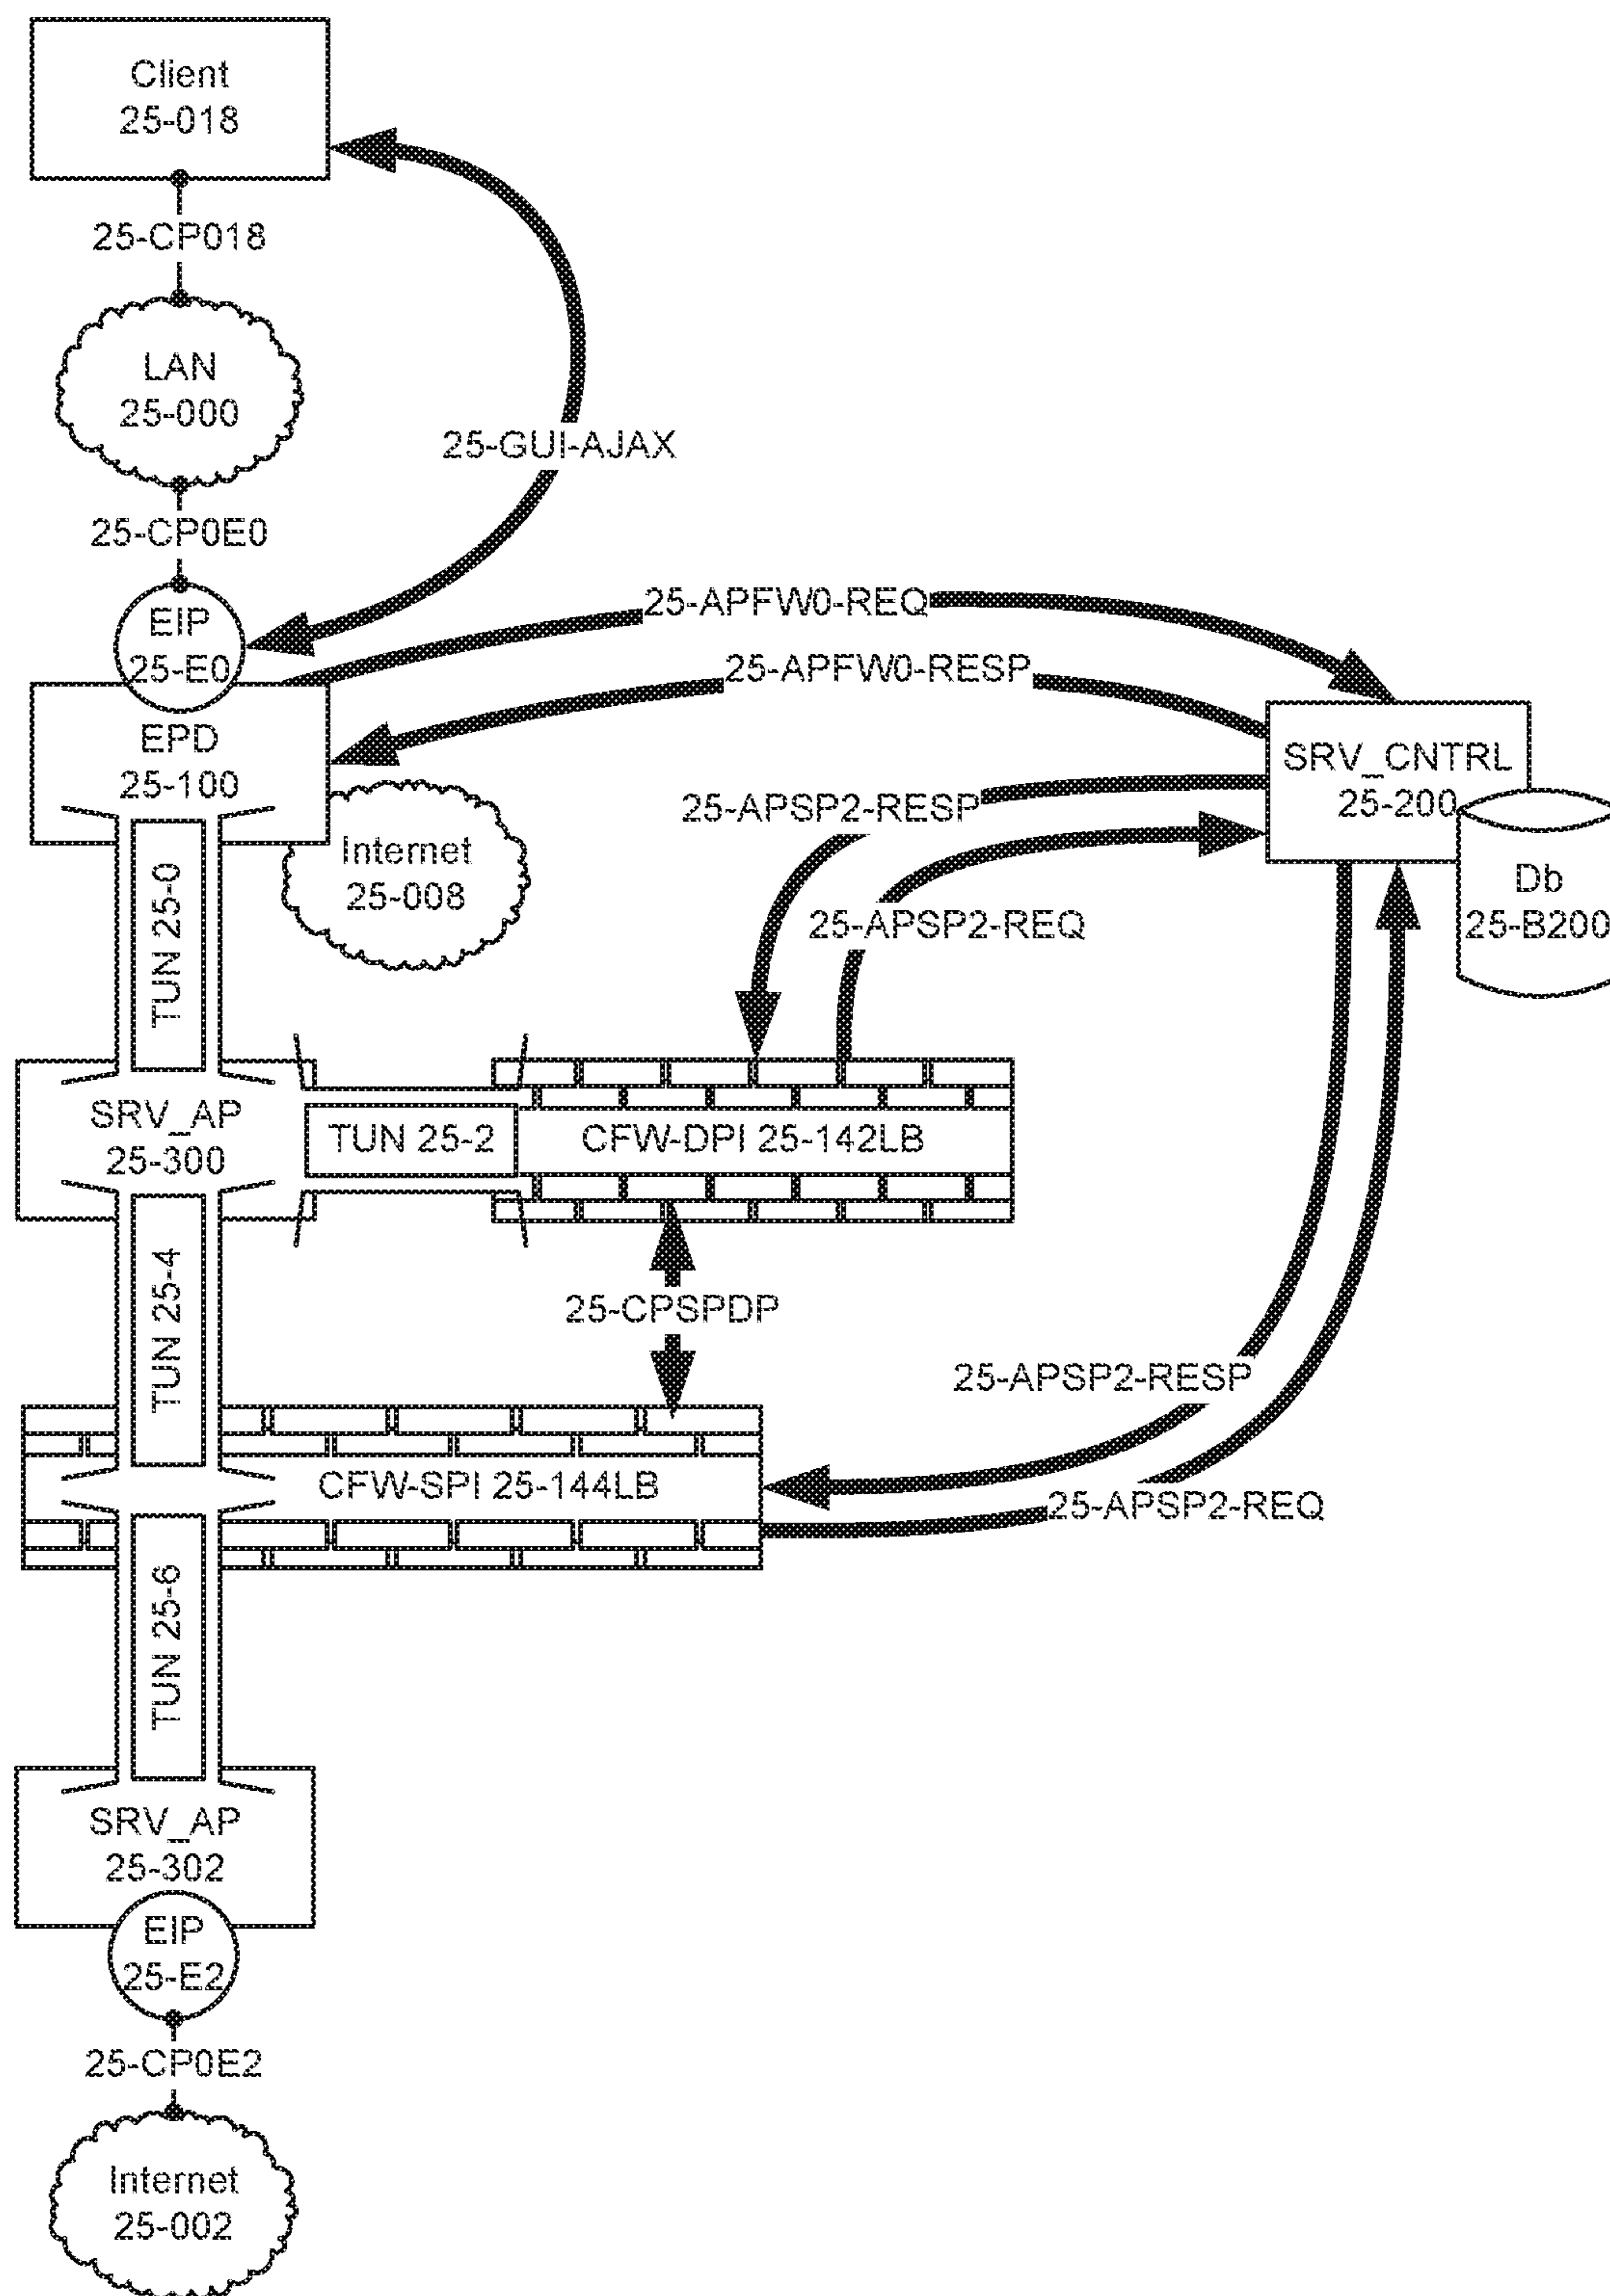 Client
25-018
25-CP018
LAN
25-000
25-GUI-AJAX
25-CP0E0
EIP
25-E0
25-APFW0-REQ
25-APFW0-RESP
EPD
25-100
SRV_CNTRL
25-200
25-APSP2-RESP
Internet
25-008
Db
25-B200
25-APSP2-REQ
TUN 25-0
SRV_AP
25-300
TUN 25-2
CFW-DPI 25-142LB
TUN 25-4
25-CPSPDP
25-APSP2-RESP
CFW-SPI 25-144LB
25-APSP2-REQ
TUN 25-6
SRV_AP
25-302
EIP
25-E2
25-CP0E2
Internet
25-002